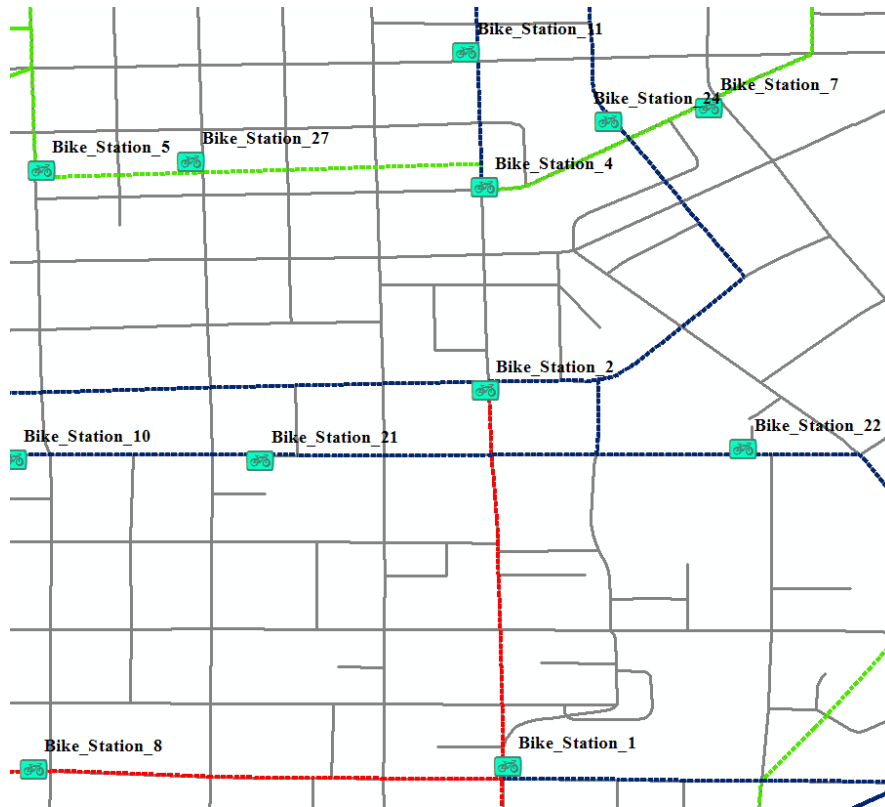 Bike_Station_11
Bike_Station_7
Bike_Station_24
Bike_Station_27
Bike_Station_5
Bike_Station_4
Bike_Station_2
Bike_Station_22
Bike_Station_10
Bike_Station_21
Bike_Station_1
Bike_Station_8